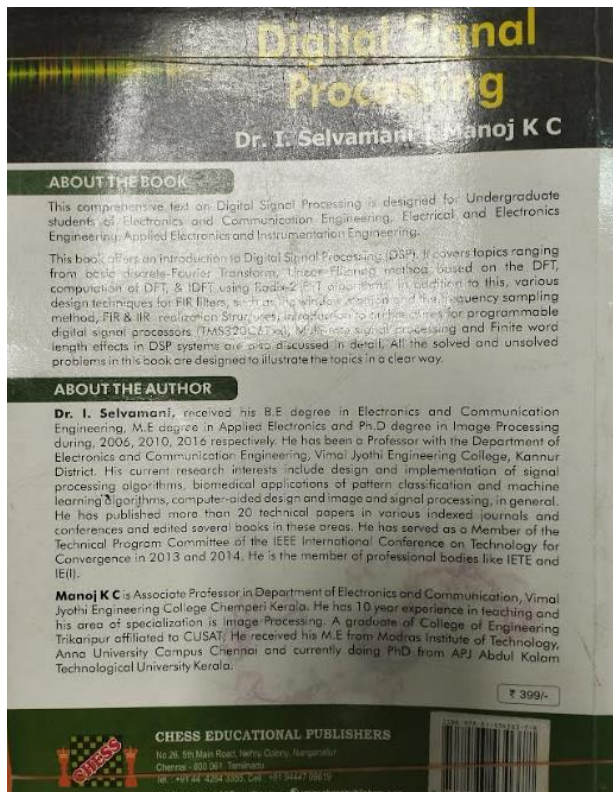 Digital Signal
Processing
Dr. I. Selvamani | Manoj K C
ABOUT THE BOOK
This comprehensive text on Digital Signal Processing is designed for Undergraduate
students of Electronics and Communication Engineering, Electrical and Electronics
Engineering, Applied Electronics and Instrumentation Engineering.
This book offers an introduction to Digital Signal Processing (DSP). It covers topics ranging
from basic discrete-Fourier Transform, Linear Filtering method based on the DFT,
computation of DFT, & IDFT using Radix-2 FFT algorithms. In addition to this, various
design techniques for FIR filters, such as the window method and the frequency sampling
method, FIR & IIR realization Structures, introduction to architectures for programmable
digital signal processors (TMS320C67xx), Multi-rate signal processing and Finite word
length effects in DSP systems are also discussed in detail. All the solved and unsolved
problems in this book are designed to illustrate the topics in a clear way.
ABOUT THE AUTHOR
Dr. I. Selvamani, received his B.E degree in Electronics and Communication
Engineering, M.E degree in Applied Electronics and Ph.D degree in Image Processing
during, 2006, 2010, 2016 respectively. He has been a Professor with the Department of
Electronics and Communication Engineering, Vimal Jyothi Engineering College, Kannur
District. His current research interests include design and implementation of signal
processing algorithms, biomedical applications of pattern classification and machine
learning algorithms, computer-aided design and image and signal processing, in general.
He has published more than 20 technical papers in various indexed journals and
conferences and edited several books in these areas. He has served as a Member of the
Technical Program Committee of the IEEE International Conference on Technology for
Convergence in 2013 and 2014. He is the member of professional bodies like IETE and
IE(I).
Manoj K C is Associate Professor in Department of Electronics and Communication, Vimal
Jyothi Engineering College Chemperi Kerala. He has 10 year experience in teaching and
his area of specialization is Image Processing. A graduate of College of Engineering
Trikaripur affiliated to CUSAT, He received his M.E from Madras Institute of Technology,
Anna University Campus Chennai and currently doing PhD from APJ Abdul Kalam
Technological University Kerala.
₹ 399/-
CHESS EDUCATIONAL PUBLISHERS
No.26, 5th Main Road, Nehru Colony, Nanganallur
Chennai - 600 061. Tamilnadu
CHESS